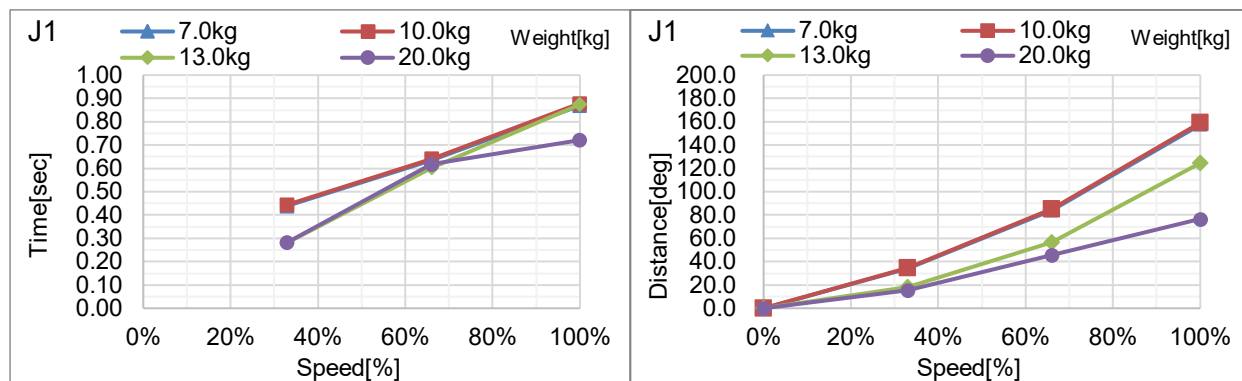 J1
7.0kg 10.0kg Weight[kg]
13.0kg 20.0kg
1.00
0.90
0.80
0.70
0.60
0.50
0.40
0.30
0.20
0.10
0.00
Time[sec]
0% 20% 40% 60% 80% 100%
Speed[%]
J1
7.0kg 10.0kg Weight[kg]
13.0kg 20.0kg
200.0
180.0
160.0
140.0
120.0
100.0
80.0
60.0
40.0
20.0
0.0
Distance[deg]
0% 20% 40% 60% 80% 100%
Speed[%]